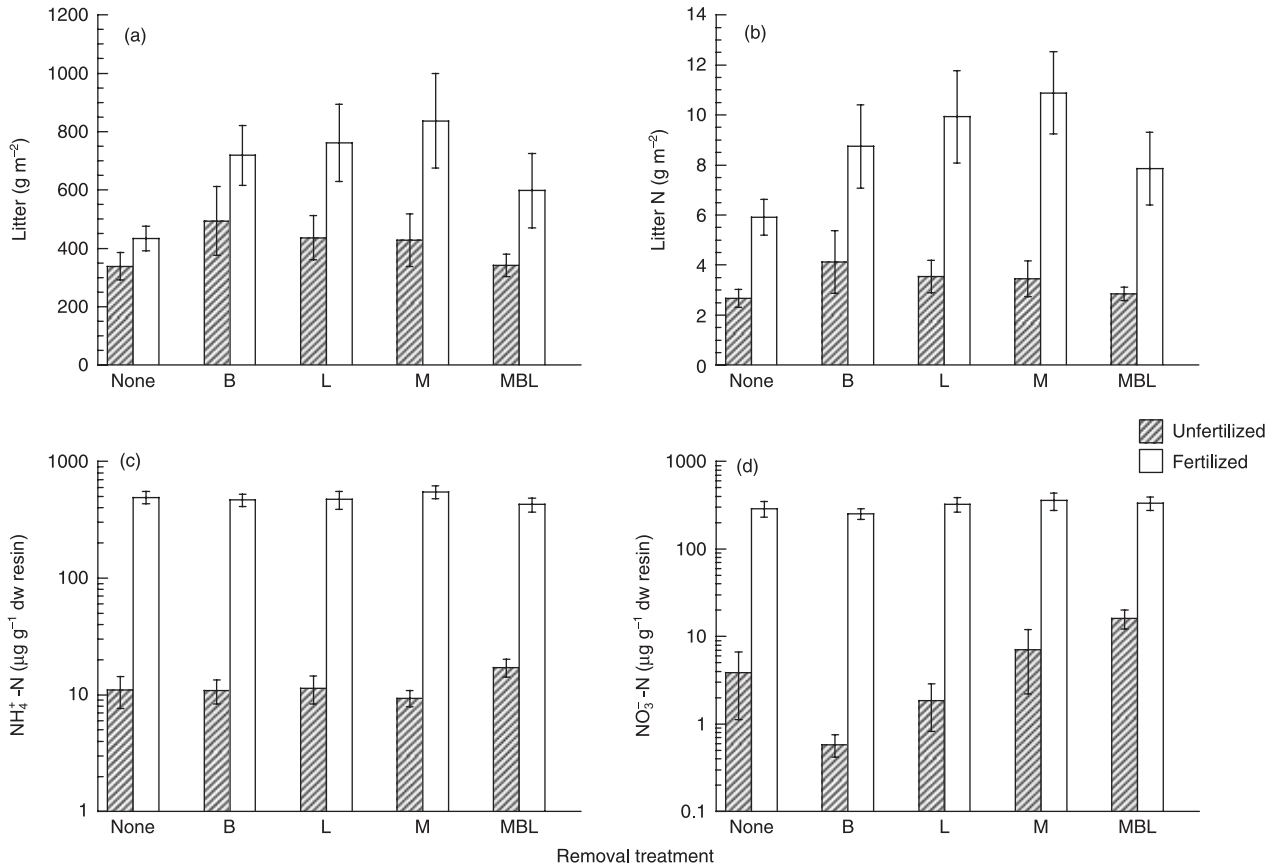 (a)
Litter (g m⁻²)
1200
1000
800
600
400
200
0
None B L M MBL
(b)
Litter N (g m⁻²)
14
12
10
8
6
4
2
0
None B L M MBL
Unfertilized
Fertilized
(c)
NH₄⁺-N (µg g⁻¹ dw resin)
1000
100
10
1
None B L M MBL
(d)
NO₃⁻-N (µg g⁻¹ dw resin)
1000
100
10
1
0.1
None B L M MBL
Removal treatment